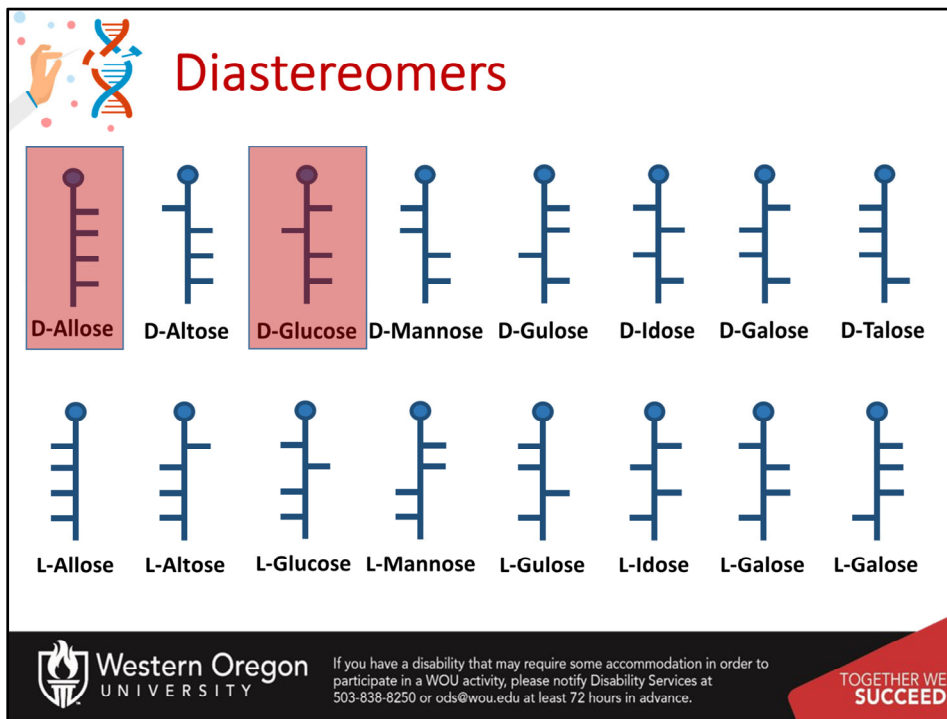 Diastereomers
D-Allose D-Altose D-Glucose D-Mannose D-Gulose D-Idose D-Galose D-Talose
L-Allose L-Altose L-Glucose L-Mannose L-Gulose L-Idose L-Galose L-Galose
Western Oregon
UNIVERSITY
If you have a disability that may require some accommodation in order to
participate in a WOU activity, please notify Disability Services at
503-838-8250 or ods@wou.edu at least 72 hours in advance.
TOGETHER WE
SUCCEED